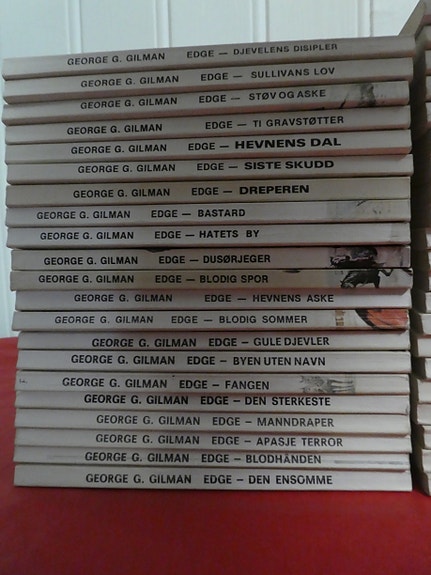 GEORGE G. GILMAN EDGE — DJEVELENS DISIPLER
GEORGE G. GILMAN EDGE — SULLIVANS LOV
GEORGE G. GILMAN EDGE — STØV OG ASKE
GEORGE G. GILMAN EDGE — TI GRAVSTØTTER
GEORGE G. GILMAN EDGE — HEVNENS DAL
GEORGE G. GILMAN EDGE — SISTE SKUDD
GEORGE G. GILMAN EDGE — DREPEREN
GEORGE G. GILMAN EDGE — BASTARD
GEORGE G. GILMAN EDGE — HATETS BY
GEORGE G. GILMAN EDGE — DUSØRJEGER
GEORGE G. GILMAN EDGE — BLODIG SPOR
GEORGE G. GILMAN EDGE — HEVNENS ASKE
GEORGE G. GILMAN EDGE — BLODIG SOMMER
GEORGE G. GILMAN EDGE — GULE DJEVLER
GEORGE G. GILMAN EDGE — BYEN UTEN NAVN
GEORGE G. GILMAN EDGE — FANGEN
GEORGE G. GILMAN EDGE — DEN STERKESTE
GEORGE G. GILMAN EDGE — MANNDRAPER
GEORGE G. GILMAN EDGE — APASJE TERROR
GEORGE G. GILMAN EDGE — BLODHÅNDEN
GEORGE G. GILMAN EDGE — DEN ENSOMME